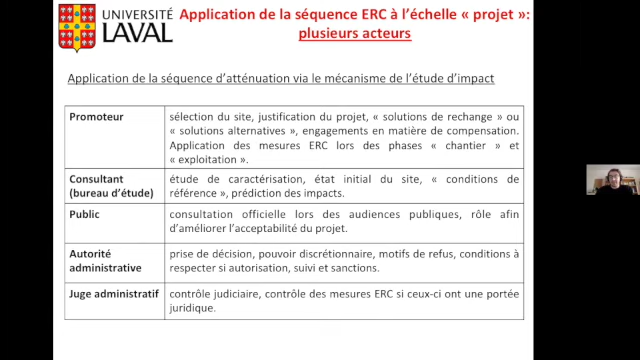 UNIVERSITÉ
LAVAL
Application de la séquence ERC à l'échelle « projet »:
plusieurs acteurs
Application de la séquence d'atténuation via le mécanisme de l'étude d'impact
Promoteur
sélection du site, justification du projet, « solutions de rechange » ou
« solutions alternatives », engagements en matière de compensation.
Application des mesures ERC lors des phases « chantier » et
« exploitation ».
Consultant
(bureau d'étude)
étude de caractérisation, état initial du site, « conditions de
référence », prédiction des impacts.
Public
consultation officielle lors des audiences publiques, rôle afin
d'améliorer l'acceptabilité du projet.
Autorité
administrative
prise de décision, pouvoir discrétionnaire, motifs de refus, conditions à
respecter si autorisation, suivi et sanctions.
Juge administratif
contrôle judiciaire, contrôle des mesures ERC si ceux-ci ont une portée
juridique.